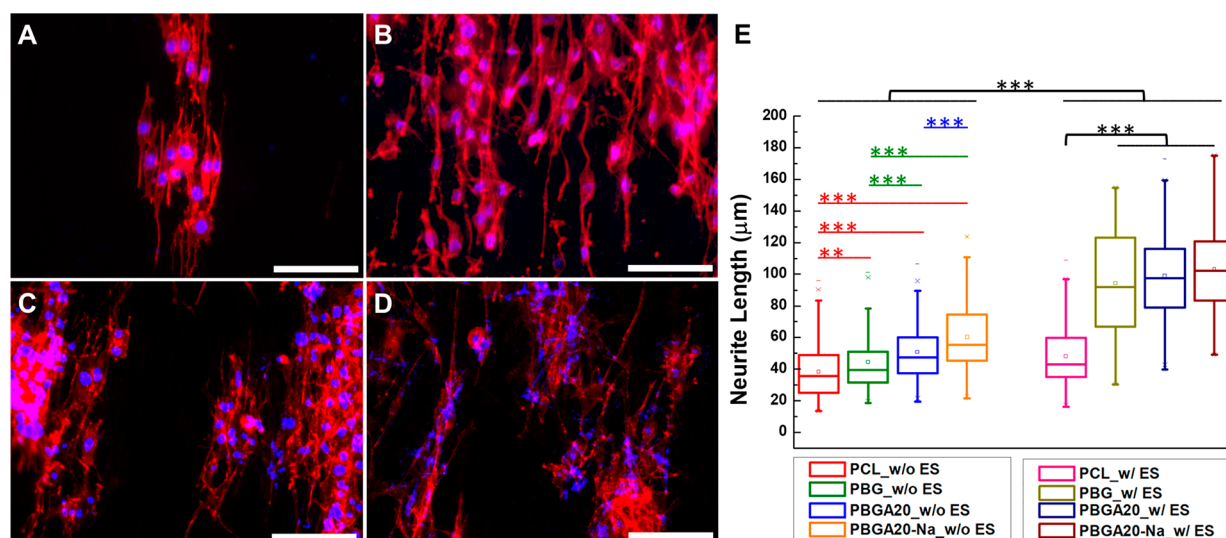 A
B
C
D
E
***
***
***
***
***
***
***
**
Neurite Length (μm)
200
180
160
140
120
100
80
60
40
20
0
PCL_w/o ES
PBG_w/o ES
PBGA20_w/o ES
PBGA20-Na_w/o ES
PCL_w/ ES
PBG_w/ ES
PBGA20_w/ ES
PBGA20-Na_w/ ES